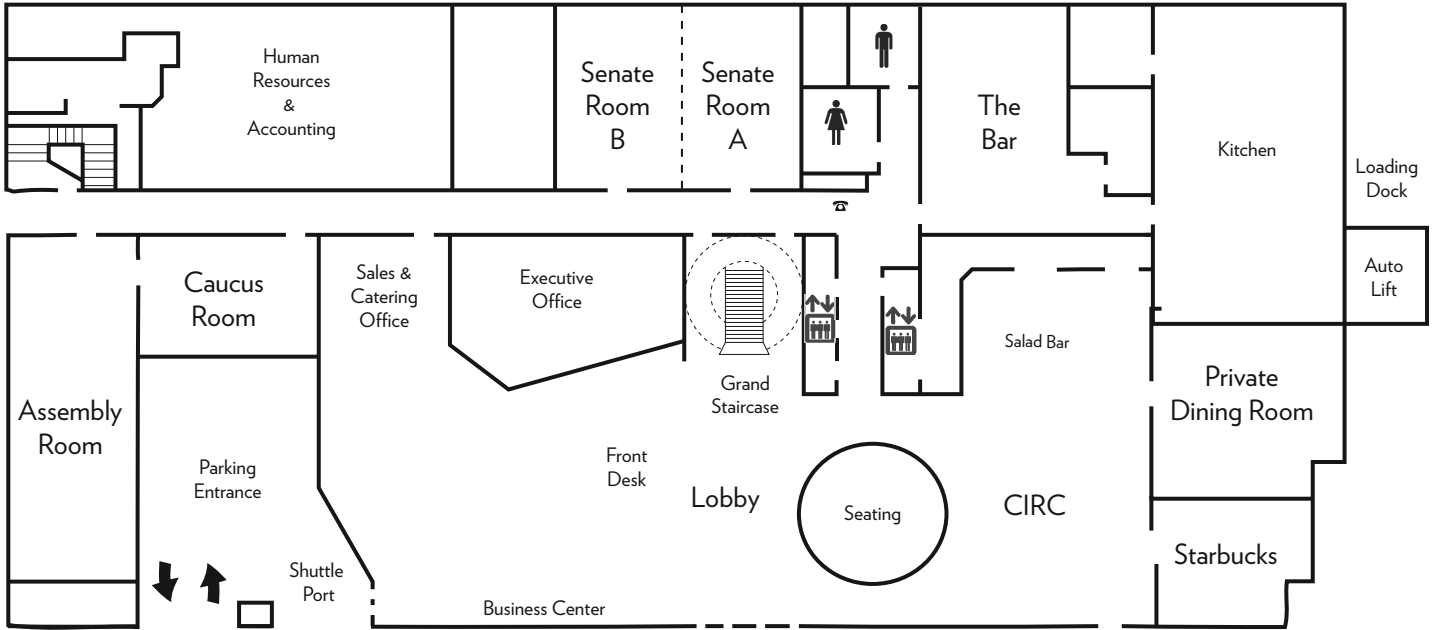 Human
Resources
&
Accounting
Senate
Room
B
Senate
Room
A
The
Bar
Kitchen
Loading
Dock
Auto
Lift
Caucus
Room
Sales &
Catering
Office
Executive
Office
Salad Bar
Grand
Staircase
Private
Dining Room
Assembly
Room
Parking
Entrance
Front
Desk
Lobby
Seating
CIRC
Starbucks
Shuttle
Port
Business Center